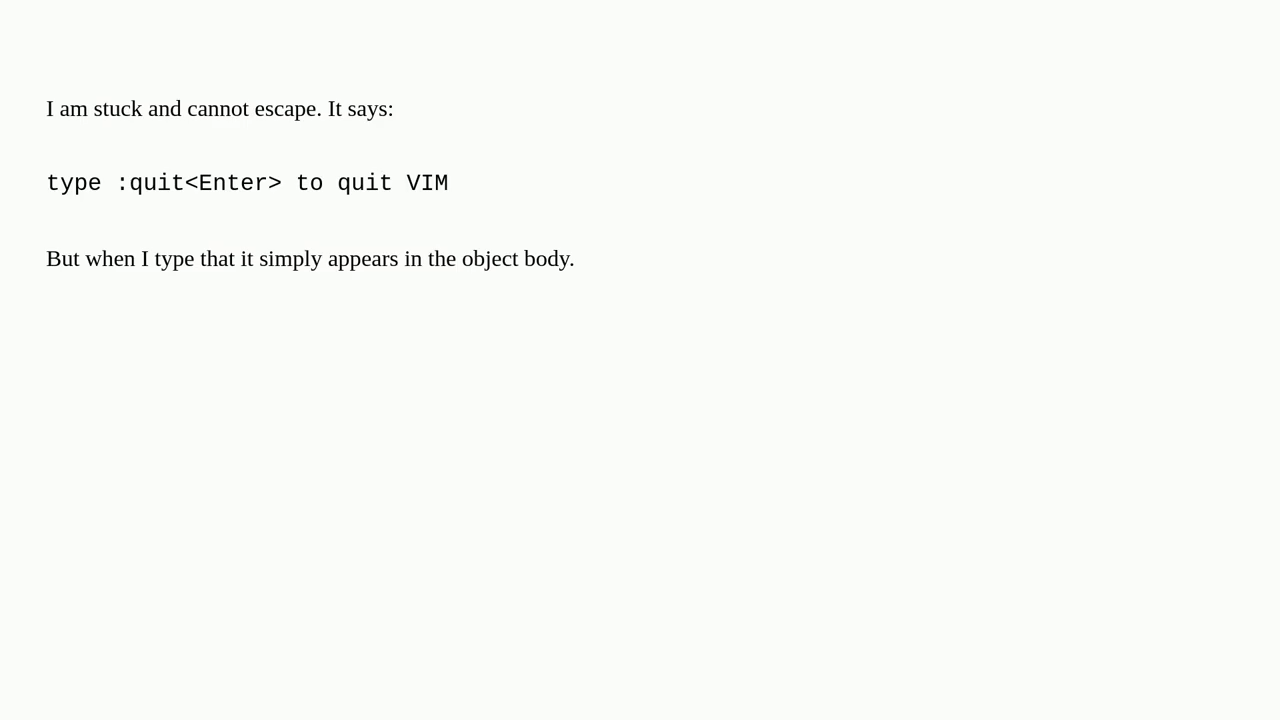 I am stuck and cannot escape. It says:
type :quit<Enter> to quit VIM
But when I type that it simply appears in the object body.